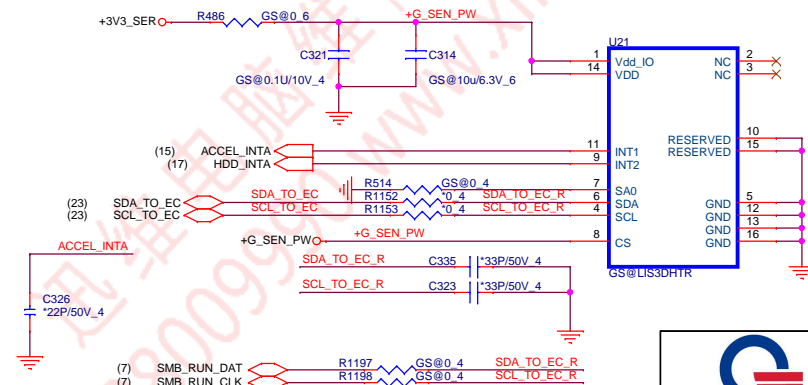 +3V3_SER R486 GS@0_6 +G_SEN_PW
U21
C321 C314
GS@0.1U/10V_4 GS@10u/6.3V_6
1 Vdd_IO NC 2
14 VDD NC 3
RESERVED 10
(15) ACCEL_INTA 11 INT1 RESERVED 15
(17) HDD_INTA 9 INT2
R514 GS@0_4 7 SA0
(23) SDA_TO_EC SDA_TO_EC R1152 *0_4 SDA_TO_EC_R 6 SDA GND 5
(23) SCL_TO_EC SCL_TO_EC R1153 *0_4 SCL_TO_EC_R 4 SCL GND 12
GND 13
+G_SEN_PW +G_SEN_PW 8 CS GND 16
ACCEL_INTA
SDA_TO_EC_R C335 *33P/50V_4
GS@LIS3DHTR
SCL_TO_EC_R C323 *33P/50V_4
C326
*22P/50V_4
(7) SMB_RUN_DAT R1197 GS@0_4 SDA_TO_EC_R
(7) SMB_RUN_CLK R1198 GS@0_4 SCL_TO_EC_R